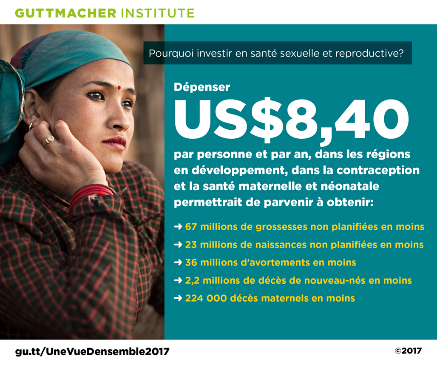 GUTTMACHER INSTITUTE
Pourquoi investir en santé sexuelle et reproductive?
Dépenser
US$8,40
par personne et par an, dans les régions
en développement, dans la contraception
et la santé maternelle et néonatale
permettrait de parvenir à obtenir:
→ 67 millions de grossesses non planifiées en moins
→ 23 millions de naissances non planifiées en moins
→ 36 millions d'avortements en moins
→ 2,2 millions de décès de nouveau-nés en moins
→ 224 000 décès maternels en moins
gu.tt/UneVueDensemble2017
©2017